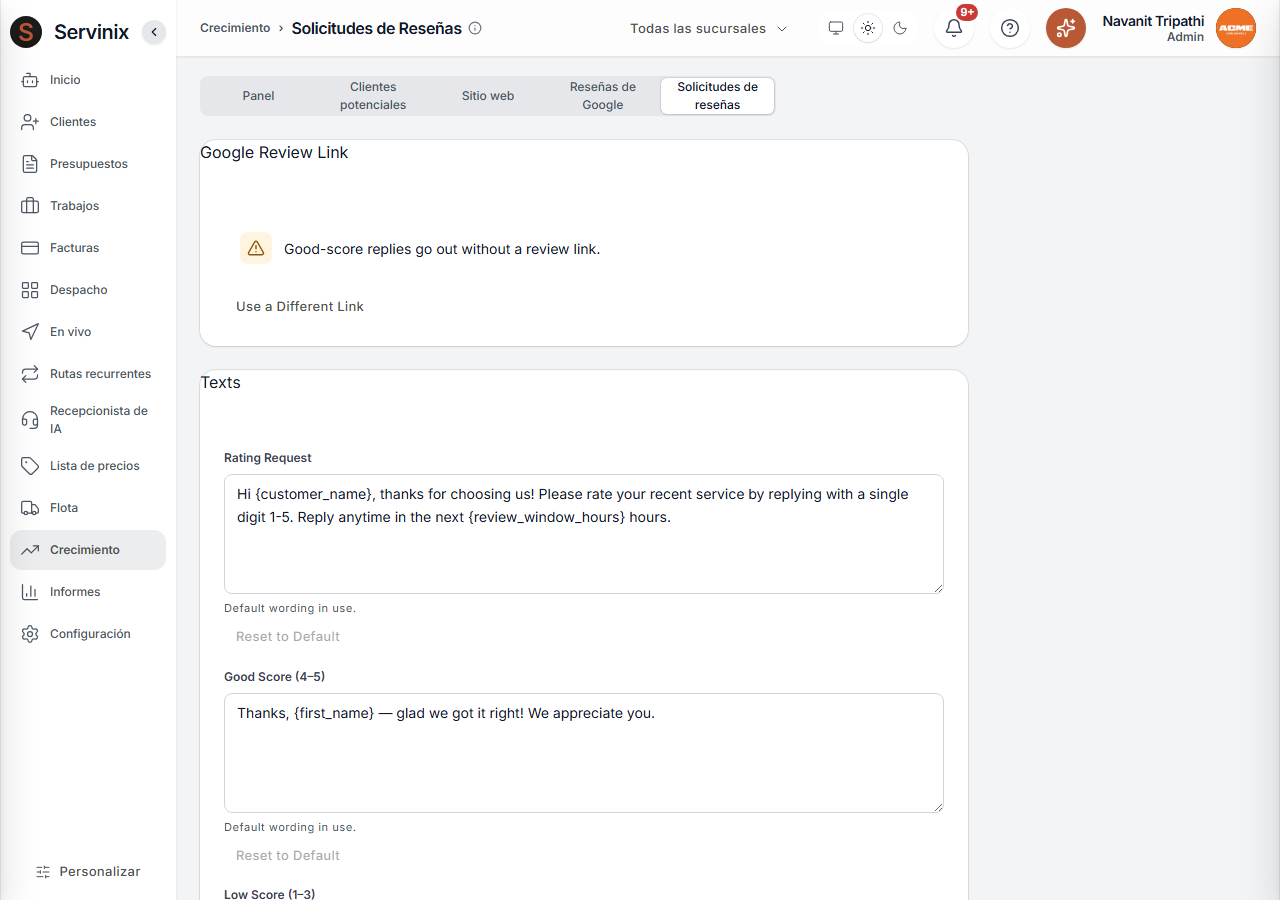 S Servinix
Crecimiento › Solicitudes de Reseñas
Todas las sucursales
9+
Navanit Tripathi
Admin
ACME
Inicio
Clientes
Presupuestos
Trabajos
Facturas
Despacho
En vivo
Rutas recurrentes
Recepcionista de
IA
Lista de precios
Flota
Crecimiento
Informes
Configuración
Personalizar
Panel
Clientes
potenciales
Sitio web
Reseñas de
Google
Solicitudes de
reseñas
Google Review Link
Good-score replies go out without a review link.
Use a Different Link
Texts
Rating Request
Hi {customer_name}, thanks for choosing us! Please rate your recent service by replying with a single
digit 1-5. Reply anytime in the next {review_window_hours} hours.
Default wording in use.
Reset to Default
Good Score (4–5)
Thanks, {first_name} — glad we got it right! We appreciate you.
Default wording in use.
Reset to Default
Low Score (1–3)